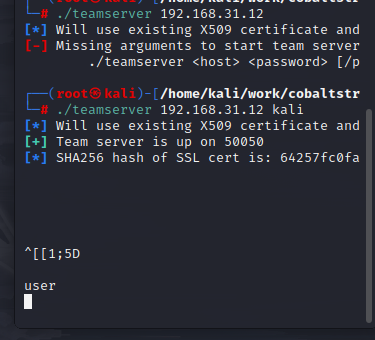 └─# ./teamserver 192.168.31.12
[*] Will use existing X509 certificate and
[-] Missing arguments to start team server
./teamserver <host> <password> [/p
┌──(root㉿kali)-[/home/kali/work/cobaltstr
└─# ./teamserver 192.168.31.12 kali
[*] Will use existing X509 certificate and
[+] Team server is up on 50050
[*] SHA256 hash of SSL cert is: 64257fc0fa
^[[1;5D
user